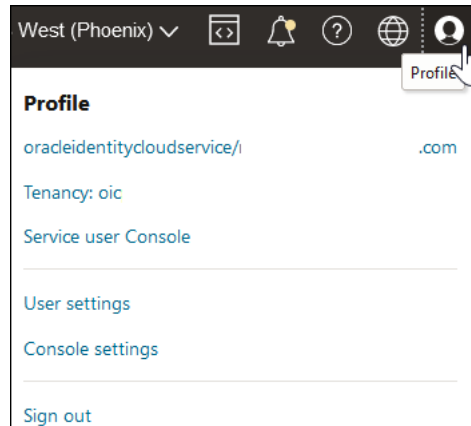 West (Phoenix)
Profile
Profile
oracleidentitycloudservice/ .com
Tenancy: oic
Service user Console
User settings
Console settings
Sign out